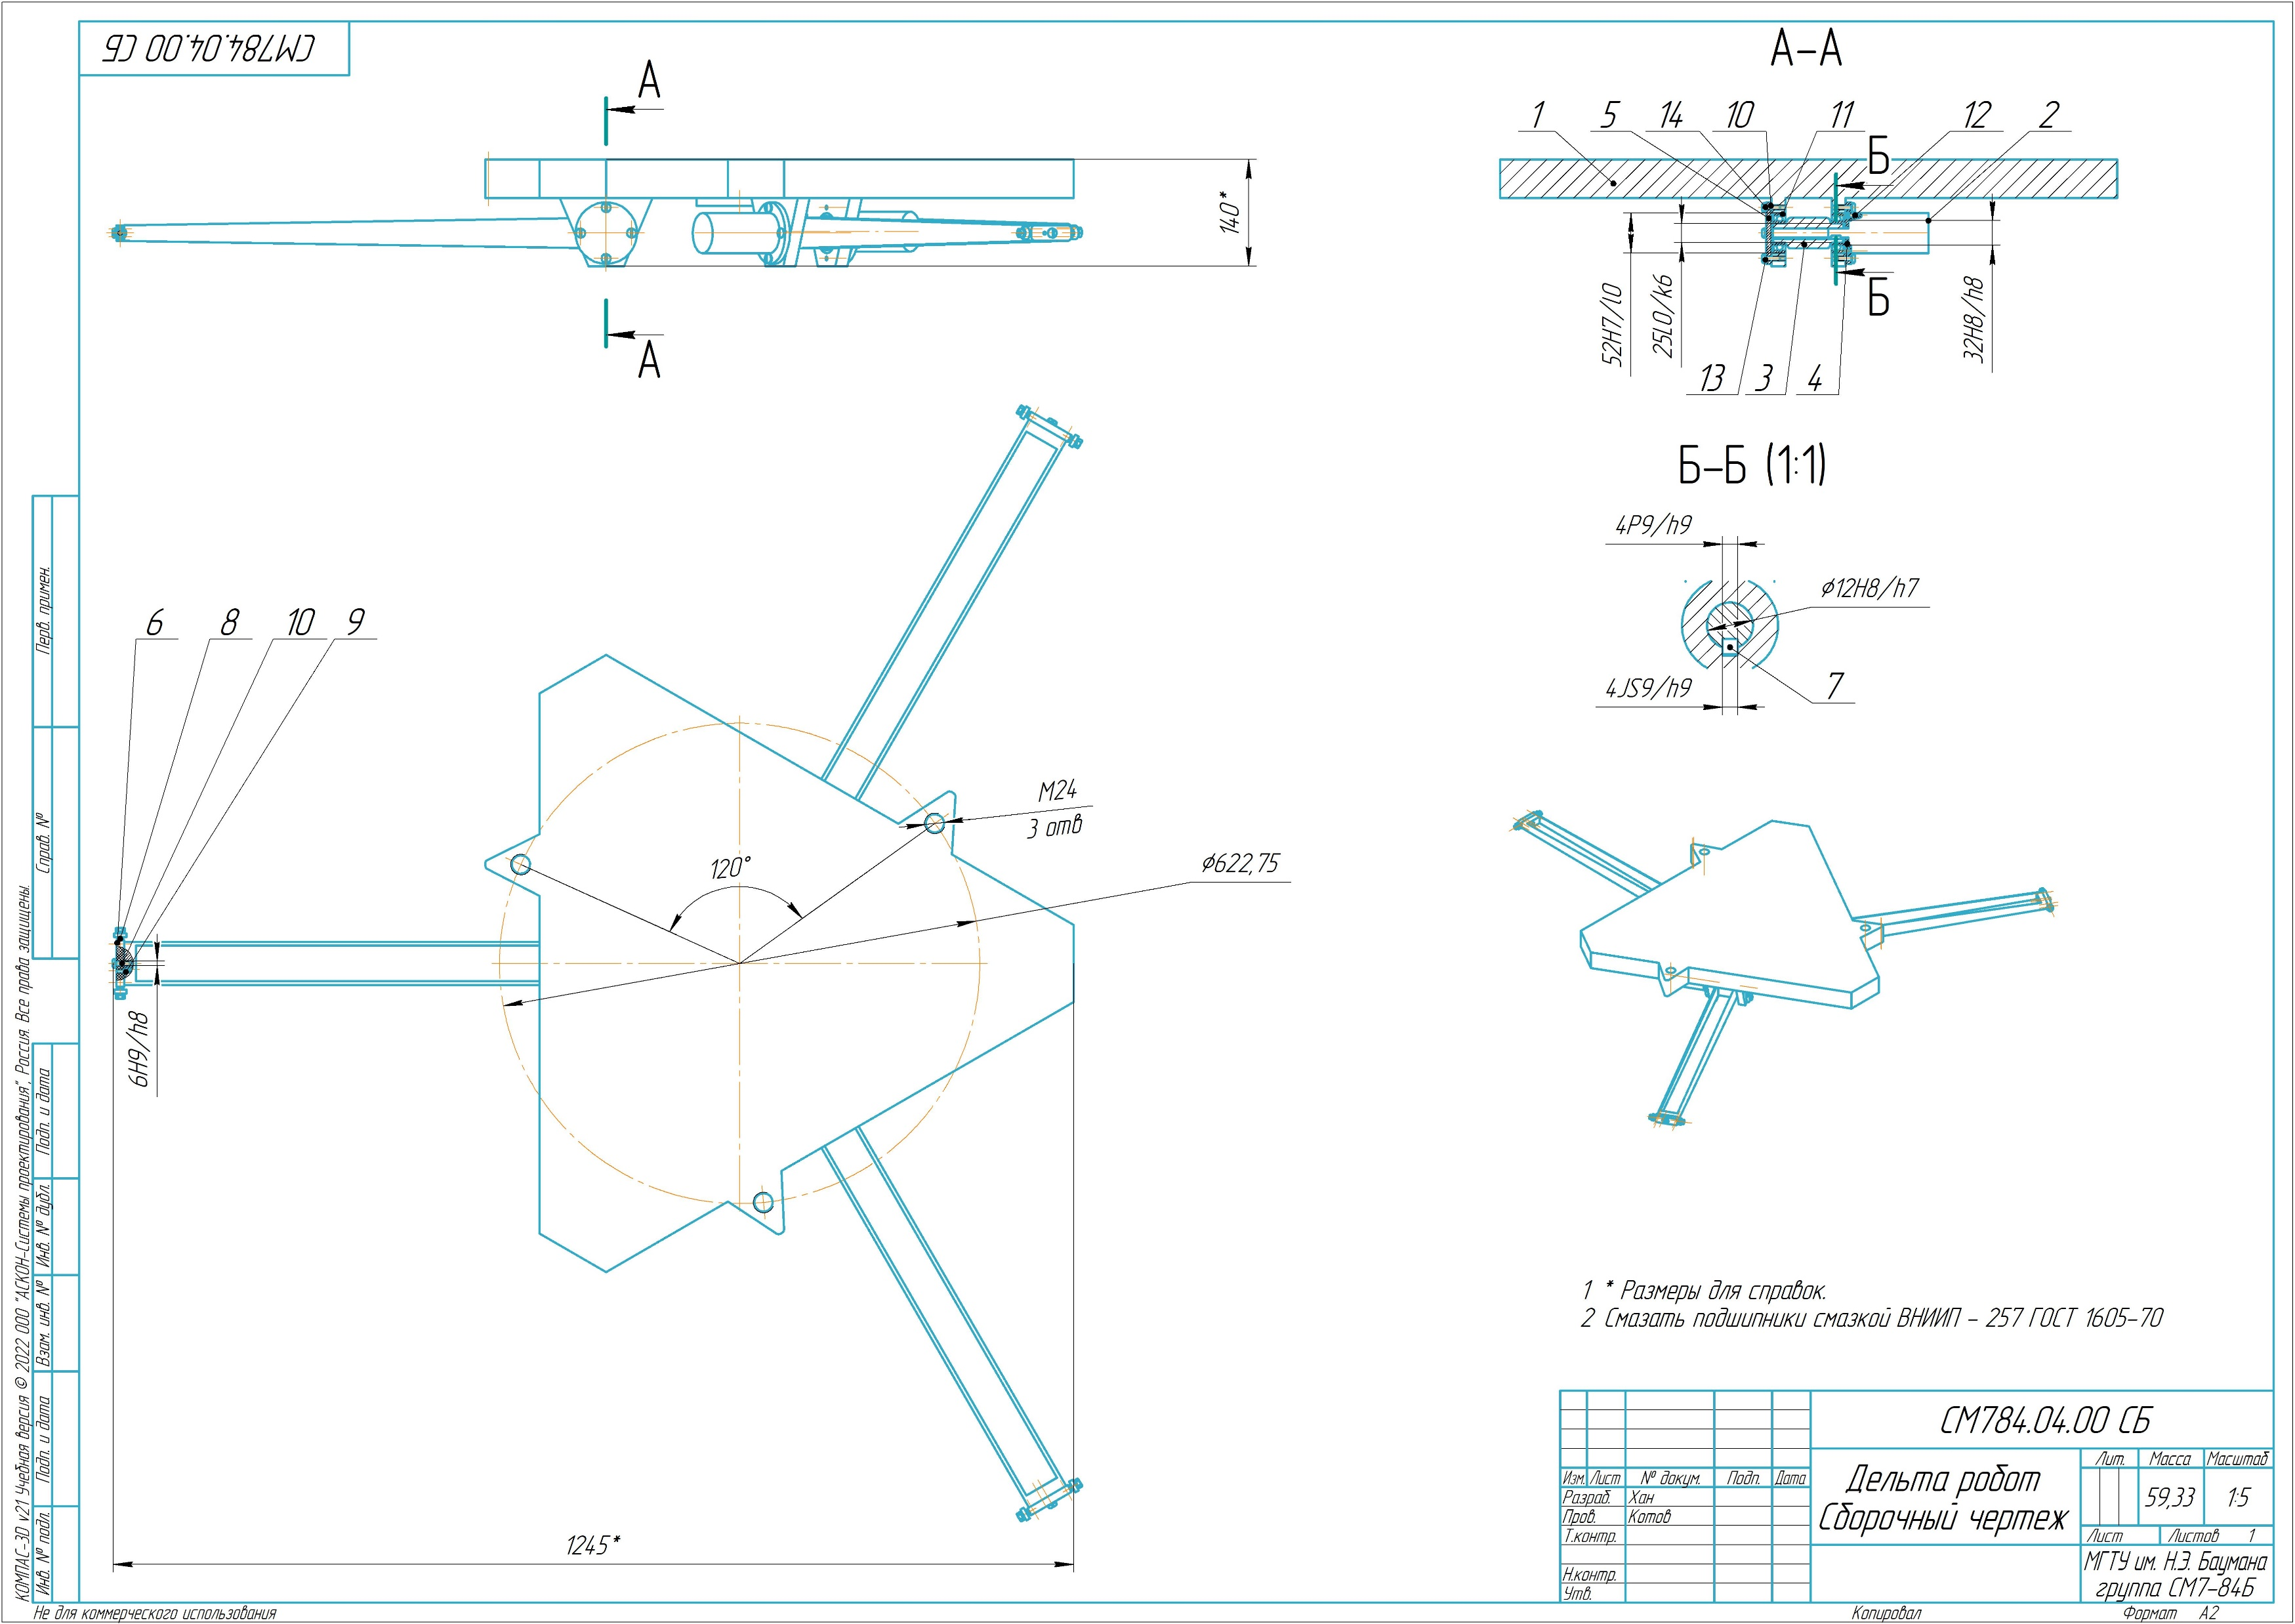 СМ784.04.00 СБ
А
А
140*
А–А
1
5
14
10
11
12
2
Б
Б
52H7/l0
25L0/k6
32H8/h8
13
3
4
Б–Б (1:1)
4P9/h9
ϕ12H8/h7
4JS9/h9
7
6
8
10
9
6H9/h8
М24
3 отв
120°
ϕ622,75
1245*
1 * Размеры для справок.
2 Смазать подшипники смазкой ВНИИП – 257 ГОСТ 1605–70
СМ784.04.00 СБ
Дельта робот
Сборочный чертеж
Лит. Масса Масштаб
59,33 1:5
Лист Листов 1
МГТУ им. Н.Э. Баумана
группа СМ7–84Б
Изм. Лист № докум. Подп. Дата
Разраб. Хан
Пров. Котов
Т.контр.
Н.контр.
Утв.
Копировал Формат А2
Перв. примен.
Справ. №
Подп. и дата
Инв. № дубл.
Взам. инв. №
Подп. и дата
Инв. № подл.
КОМПАС–3D v21 Учебная версия © 2022 ООО "АСКОН–Системы проектирования", Россия. Все права защищены.
Не для коммерческого использования